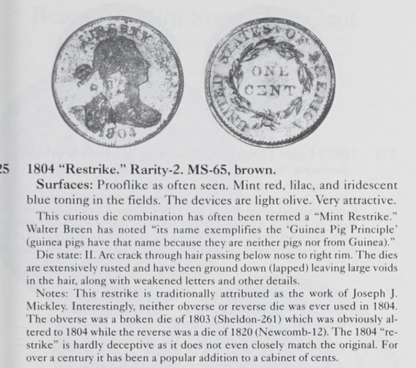 LIBERTY
1804
UNITED STATES OF AMERICA
ONE
CENT
25 1804 “Restrike.” Rarity-2. MS-65, brown.
Surfaces: Prooflike as often seen. Mint red, lilac, and iridescent
blue toning in the fields. The devices are light olive. Very attractive.
This curious die combination has often been termed a “Mint Restrike.”
Walter Breen has noted “its name exemplifies the ‘Guinea Pig Principle’
(guinea pigs have that name because they are neither pigs nor from Guinea).”
Die state: II. Arc crack through hair passing below nose to right rim. The dies
are extensively rusted and have been ground down (lapped) leaving large voids
in the hair, along with weakened letters and other details.
Notes: This restrike is traditionally attributed as the work of Joseph J.
Mickley. Interestingly, neither obverse or reverse die was ever used in 1804.
The obverse was a broken die of 1803 (Sheldon-261) which was obviously al-
tered to 1804 while the reverse was a die of 1820 (Newcomb-12). The 1804 “re-
strike” is hardly deceptive as it does not even closely match the original. For
over a century it has been a popular addition to a cabinet of cents.